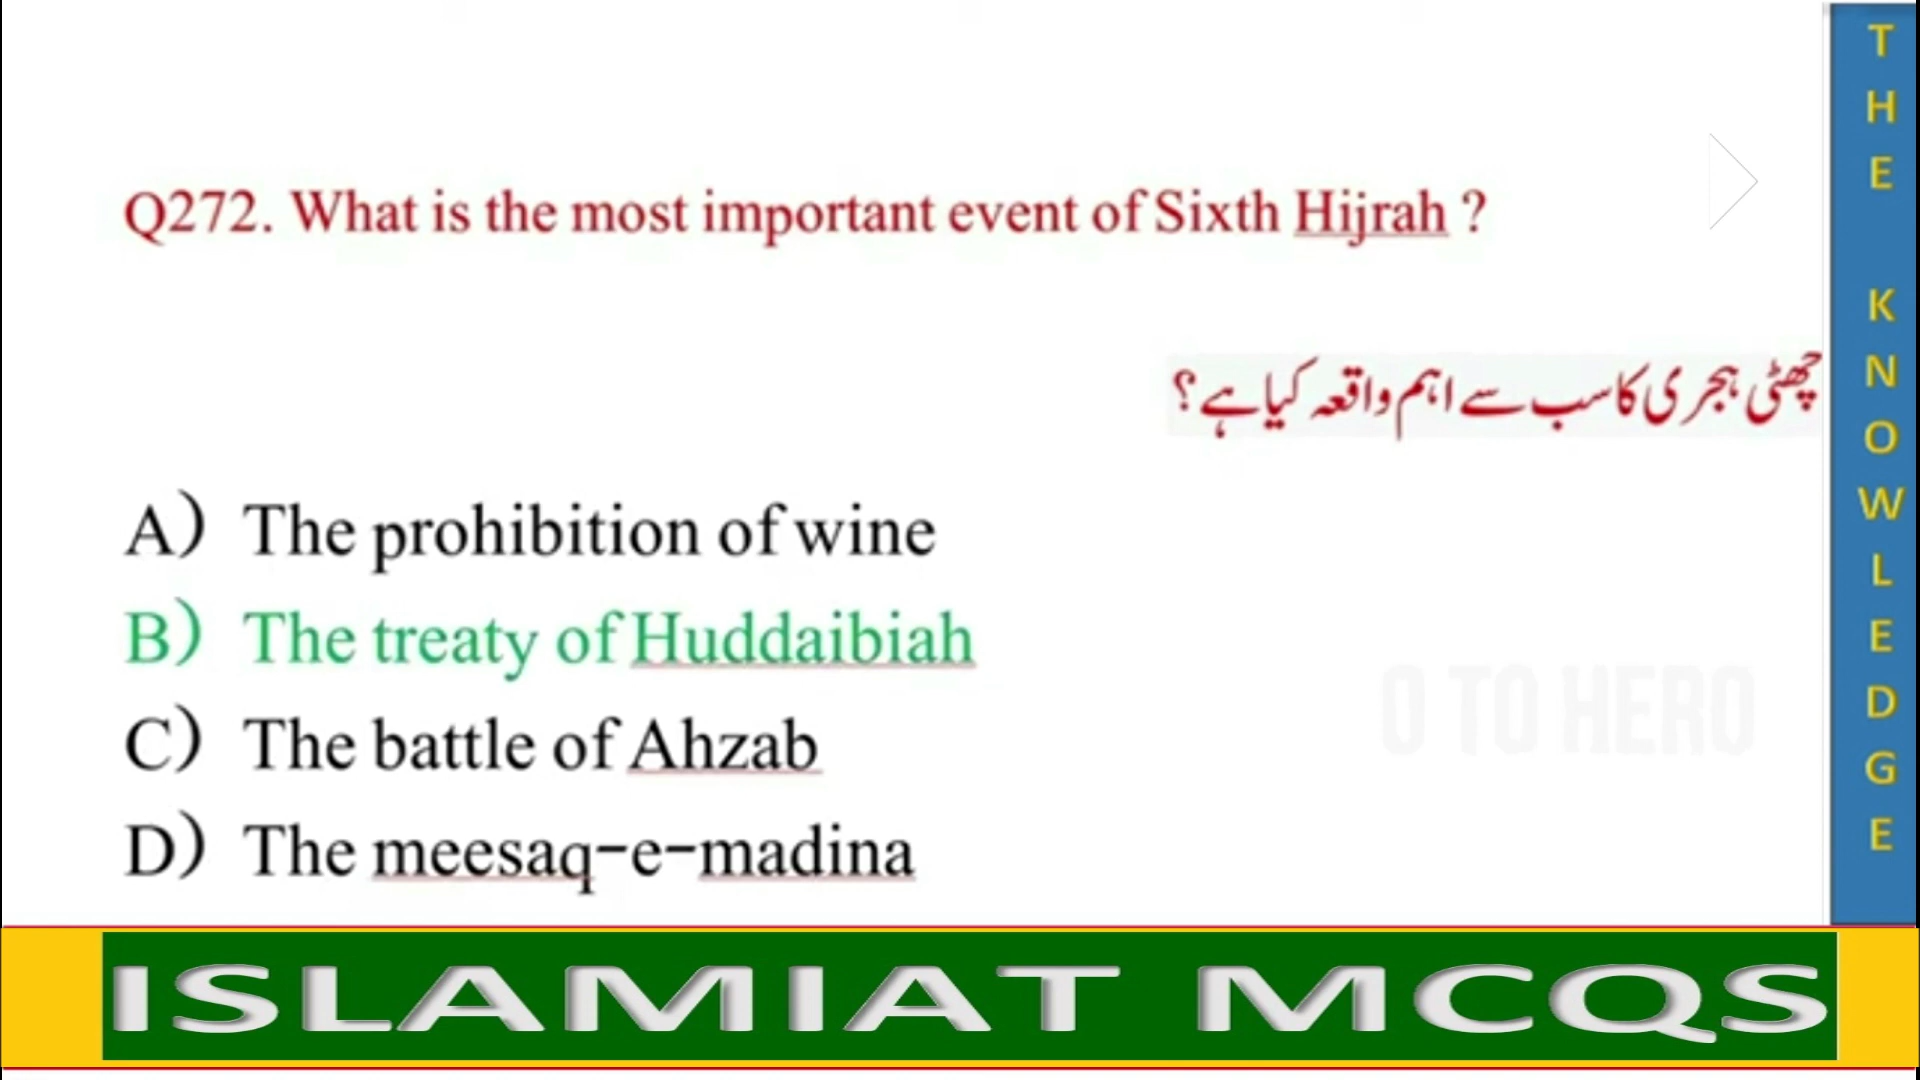 Q272. What is the most important event of Sixth Hijrah ?
چھٹی ہجری کا سب سے اہم واقعہ کیا ہے؟
A) The prohibition of wine
B) The treaty of Huddaibiah
C) The battle of Ahzab
D) The meesaq-e-madina
0 TO HERO
THE KNOWLEDGE
ISLAMIAT MCQS